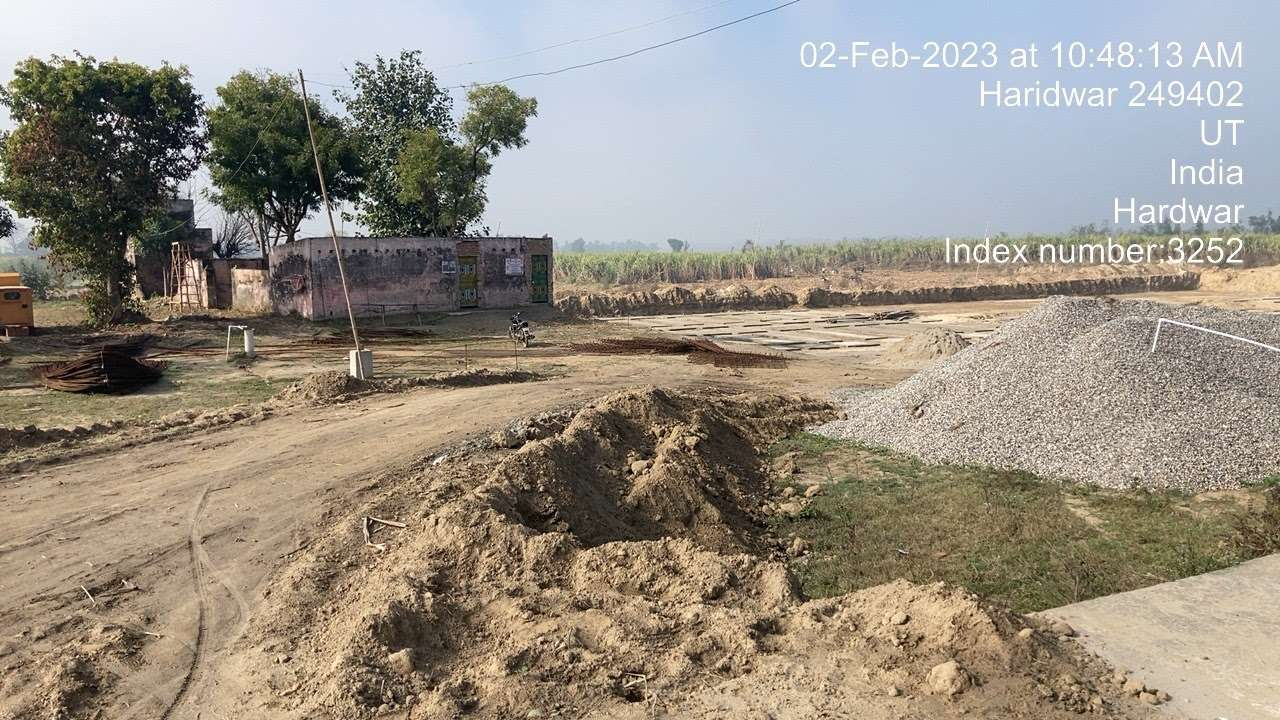 02-Feb-2023 at 10:48:13 AM
Haridwar 249402
UT
India
Hardwar
Index number:3252